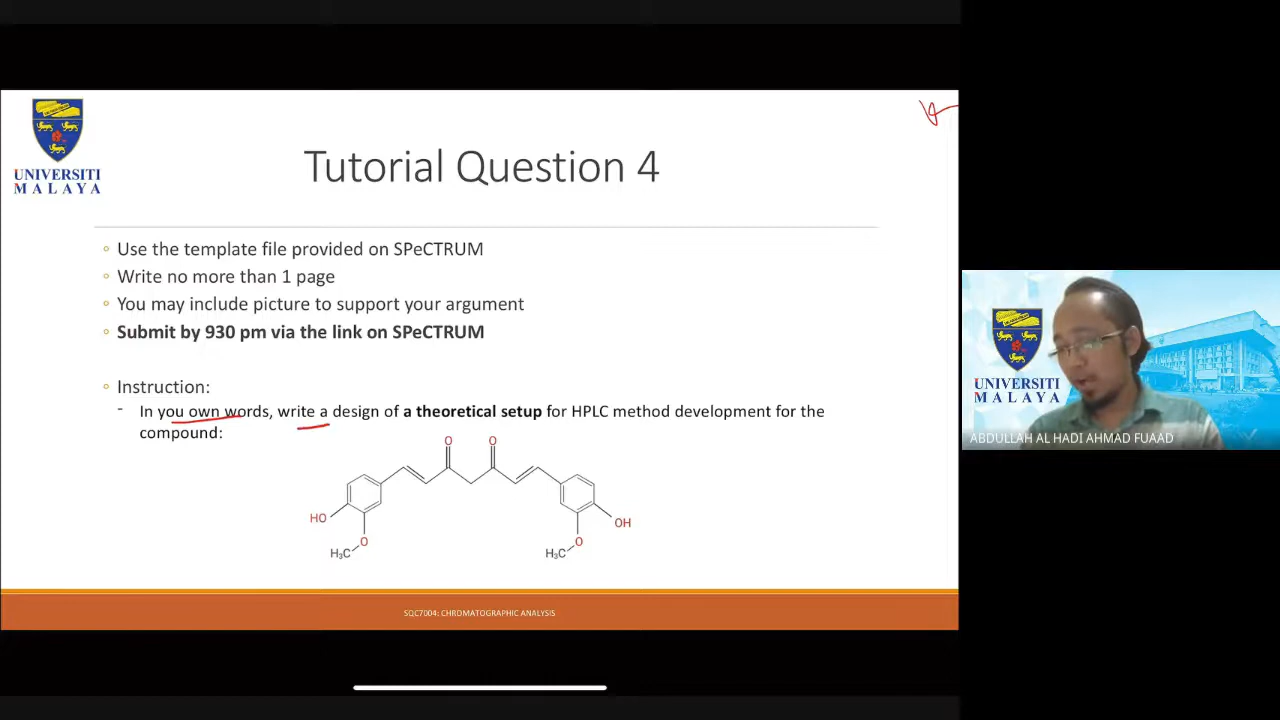 UNIVERSITI
MALAYA
Tutorial Question 4
Use the template file provided on SPeCTRUM
Write no more than 1 page
You may include picture to support your argument
Submit by 930 pm via the link on SPeCTRUM
Instruction:
- In you own words, write a design of a theoretical setup for HPLC method development for the
compound:
O O
HO OH
O O
H₃C H₃C
SQC7004: CHROMATOGRAPHIC ANALYSIS
UNIVERSITI
MALAYA
ABDULLAH AL HADI AHMAD FUAAD